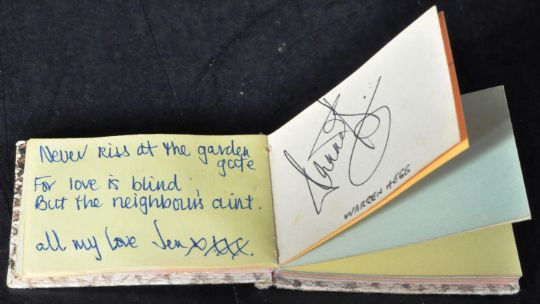 Never kiss at the garden
gate
For love is blind
But the neighbours aint.
all my love Jen xxxx.
WARREN HEGG